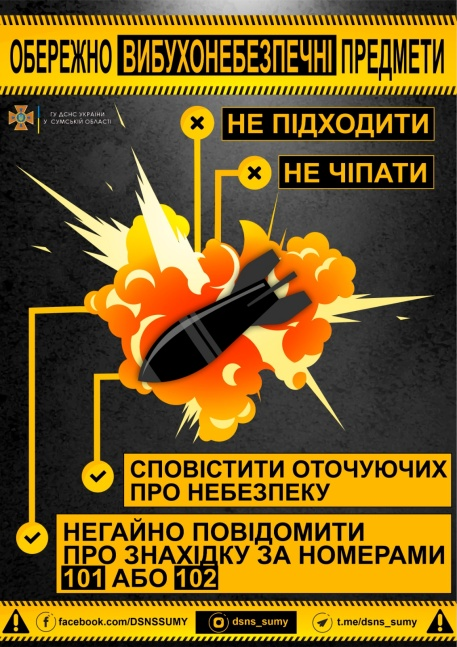 ОБЕРЕЖНО ВИБУХОНЕБЕЗПЕЧНІ ПРЕДМЕТИ
ГУ ДСНС УКРАЇНИ
У СУМСЬКІЙ ОБЛАСТІ
НЕ ПІДХОДИТИ
НЕ ЧІПАТИ
СПОВІСТИТИ ОТОЧУЮЧИХ
ПРО НЕБЕЗПЕКУ
НЕГАЙНО ПОВІДОМИТИ
ПРО ЗНАХІДКУ ЗА НОМЕРАМИ
101 АБО 102
facebook.com/DSNSSUMY dsns_sumy t.me/dsns_sumy